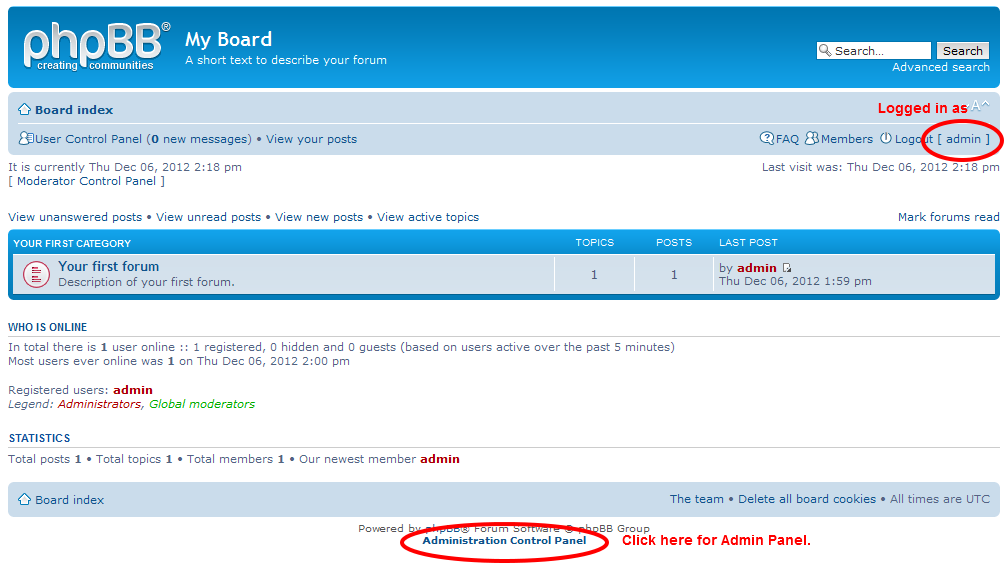 phpBB®
creating communities
My Board
A short text to describe your forum
Search... Search
Advanced search
Board index
Logged in as A^
User Control Panel (0 new messages) • View your posts
FAQ Members Logout [ admin ]
It is currently Thu Dec 06, 2012 2:18 pm
Last visit was: Thu Dec 06, 2012 2:18 pm
[ Moderator Control Panel ]
View unanswered posts • View unread posts • View new posts • View active topics
Mark forums read
YOUR FIRST CATEGORY TOPICS POSTS LAST POST
Your first forum
Description of your first forum.
1 1
by admin
Thu Dec 06, 2012 1:59 pm
WHO IS ONLINE
In total there is 1 user online :: 1 registered, 0 hidden and 0 guests (based on users active over the past 5 minutes)
Most users ever online was 1 on Thu Dec 06, 2012 2:00 pm
Registered users: admin
Legend: Administrators, Global moderators
STATISTICS
Total posts 1 • Total topics 1 • Total members 1 • Our newest member admin
Board index
The team • Delete all board cookies • All times are UTC
Powered by phpBB® Forum Software © phpBB Group
Administration Control Panel
Click here for Admin Panel.